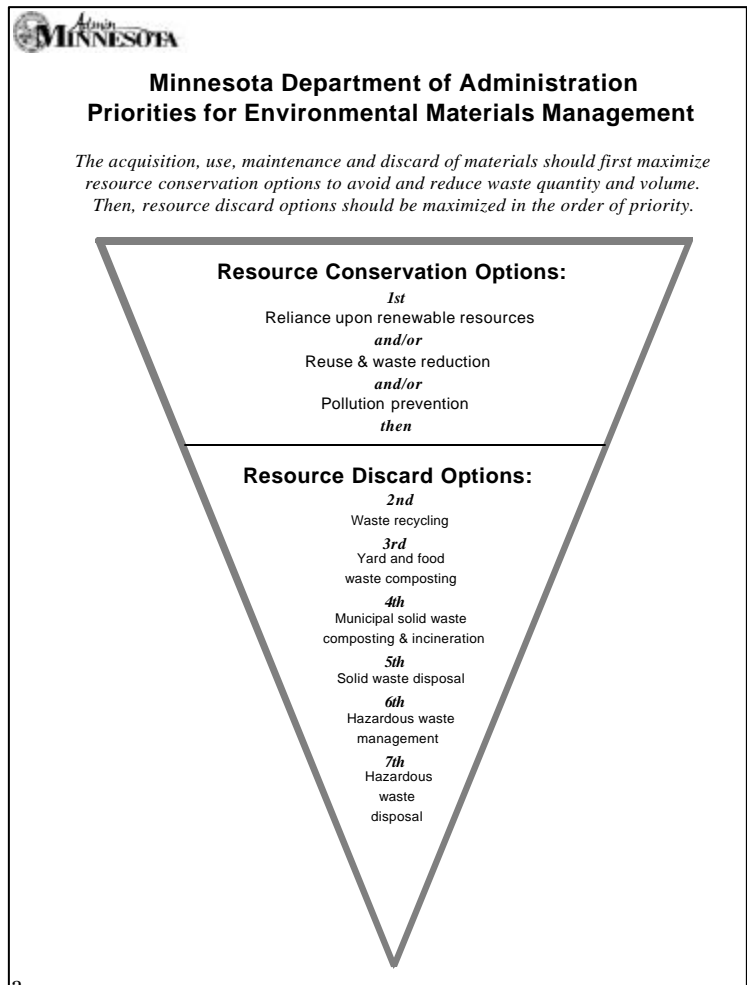 Admin
MINNESOTA
Minnesota Department of Administration
Priorities for Environmental Materials Management
The acquisition, use, maintenance and discard of materials should first maximize
resource conservation options to avoid and reduce waste quantity and volume.
Then, resource discard options should be maximized in the order of priority.
Resource Conservation Options:
1st
Reliance upon renewable resources
and/or
Reuse & waste reduction
and/or
Pollution prevention
then
Resource Discard Options:
2nd
Waste recycling
3rd
Yard and food
waste composting
4th
Municipal solid waste
composting & incineration
5th
Solid waste disposal
6th
Hazardous waste
management
7th
Hazardous
waste
disposal